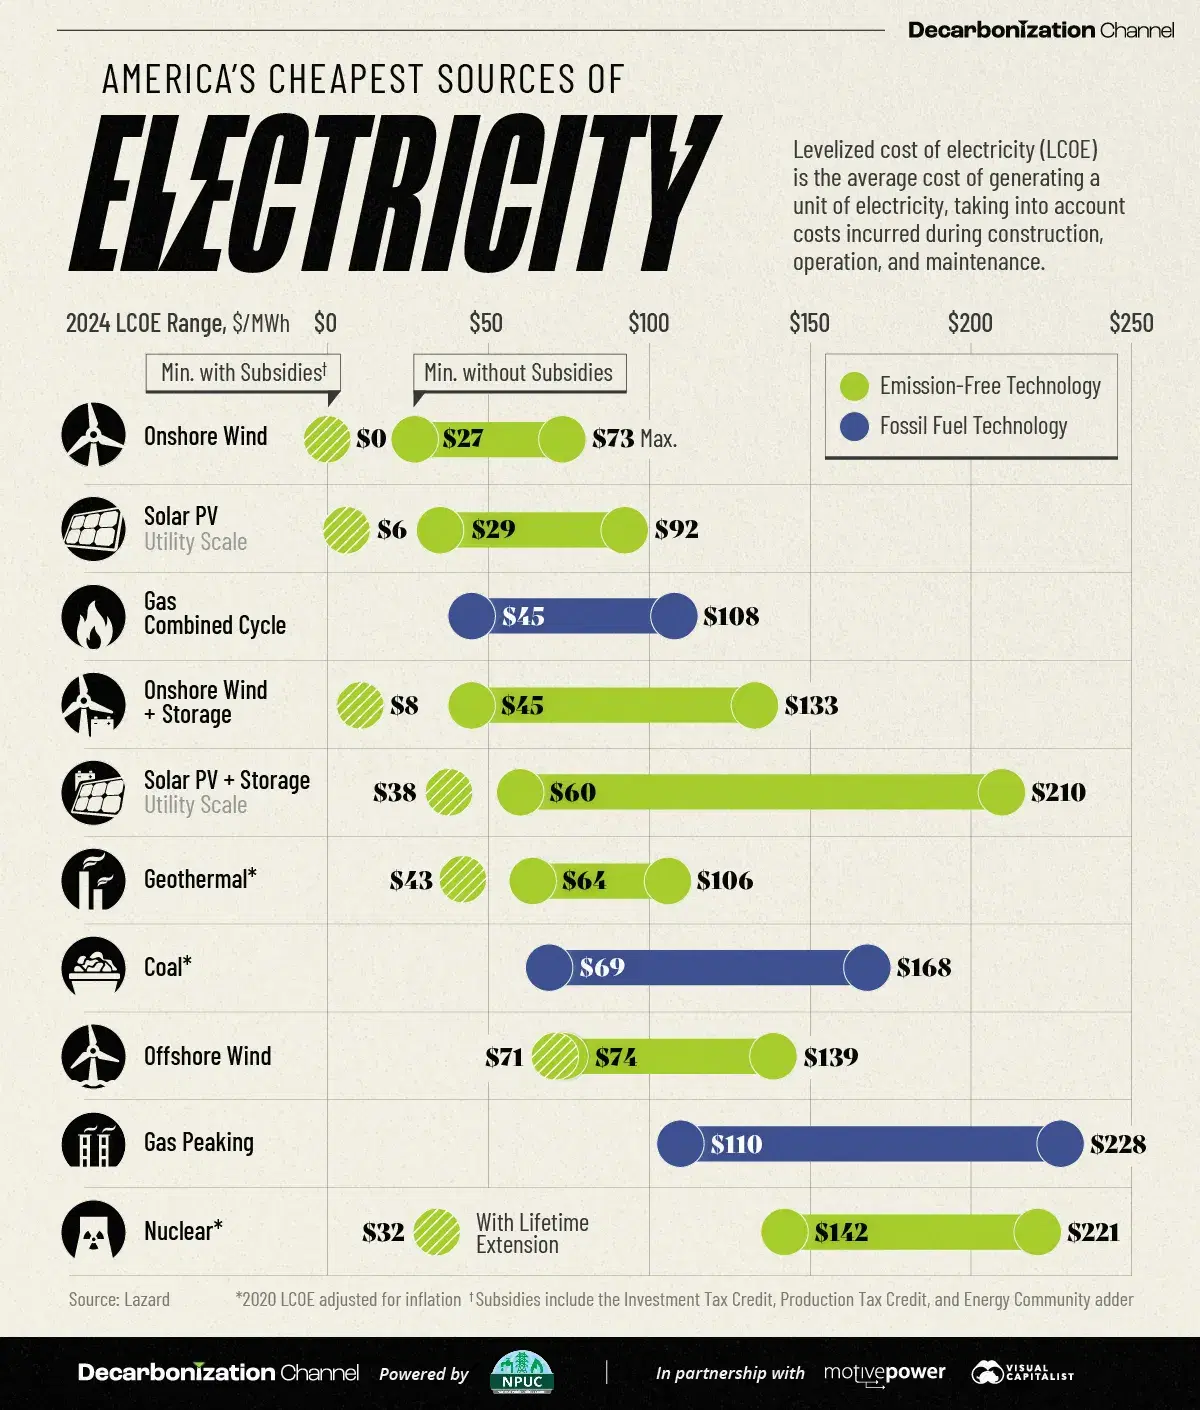 Decarbonization Channel
AMERICA'S CHEAPEST SOURCES OF
ELECTRICITY
Levelized cost of electricity (LCOE)
is the average cost of generating a
unit of electricity, taking into account
costs incurred during construction,
operation, and maintenance.
2024 LCOE Range, $/MWh $0 $50 $100 $150 $200 $250
Min. with Subsidies†
Min. without Subsidies
Emission-Free Technology
Fossil Fuel Technology
Onshore Wind $0 $27 $73 Max.
Solar PV
Utility Scale
$6 $29 $92
Gas
Combined Cycle
$45 $108
Onshore Wind
+ Storage
$8 $45 $133
Solar PV + Storage
Utility Scale
$38 $60 $210
Geothermal* $43 $64 $106
Coal* $69 $168
Offshore Wind $71 $74 $139
Gas Peaking $110 $228
Nuclear* $32
With Lifetime
Extension
$142 $221
Source: Lazard *2020 LCOE adjusted for inflation †Subsidies include the Investment Tax Credit, Production Tax Credit, and Energy Community adder
Decarbonization Channel Powered by NPUC In partnership with motivepower
VISUAL
CAPITALIST